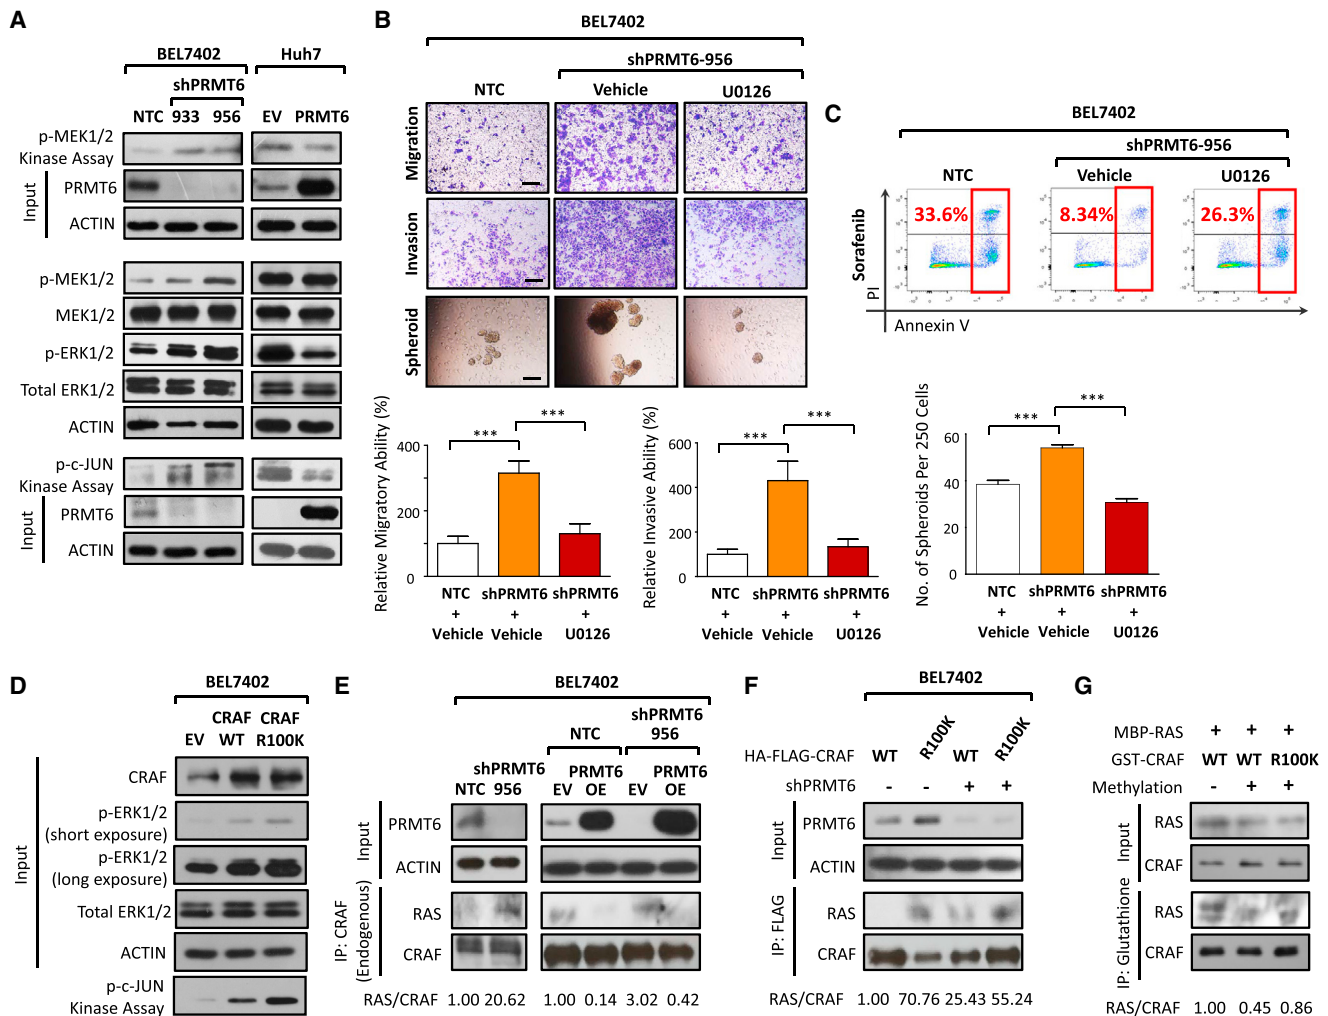 A
BEL7402
Huh7
shPRMT6
NTC 933 956
EV PRMT6
p-MEK1/2
Kinase Assay
Input
PRMT6
ACTIN
p-MEK1/2
MEK1/2
p-ERK1/2
Total ERK1/2
ACTIN
p-c-JUN
Kinase Assay
Input
PRMT6
ACTIN
B
BEL7402
shPRMT6-956
NTC
Vehicle
U0126
Migration
Invasion
Spheroid
Relative Migratory Ability (%)
400
200
0
***
***
NTC
+
Vehicle
shPRMT6
+
Vehicle
shPRMT6
+
U0126
Relative Invasive Ability (%)
600
400
200
0
***
***
NTC
+
Vehicle
shPRMT6
+
Vehicle
shPRMT6
+
U0126
No. of Spheroids Per 250 Cells
60
40
20
0
***
***
NTC
+
Vehicle
shPRMT6
+
Vehicle
shPRMT6
+
U0126
C
BEL7402
shPRMT6-956
NTC
Vehicle
U0126
Sorafenib
33.6%
8.34%
26.3%
PI
Annexin V
D
BEL7402
EV
CRAF
WT
CRAF
R100K
Input
CRAF
p-ERK1/2
(short exposure)
p-ERK1/2
(long exposure)
Total ERK1/2
ACTIN
p-c-JUN
Kinase Assay
E
BEL7402
shPRMT6
956
NTC
shPRMT6
NTC 956
PRMT6
EV OE
PRMT6
EV OE
Input
PRMT6
ACTIN
IP: CRAF
(Endogenous)
RAS
CRAF
RAS/CRAF 1.00 20.62 1.00 0.14 3.02 0.42
F
BEL7402
HA-FLAG-CRAF WT R100K WT R100K
shPRMT6 - - + +
Input
PRMT6
ACTIN
IP: FLAG
RAS
CRAF
RAS/CRAF 1.00 70.76 25.43 55.24
G
MBP-RAS + + +
GST-CRAF WT WT R100K
Methylation - + +
Input
RAS
CRAF
IP: Glutathione
RAS
CRAF
RAS/CRAF 1.00 0.45 0.86